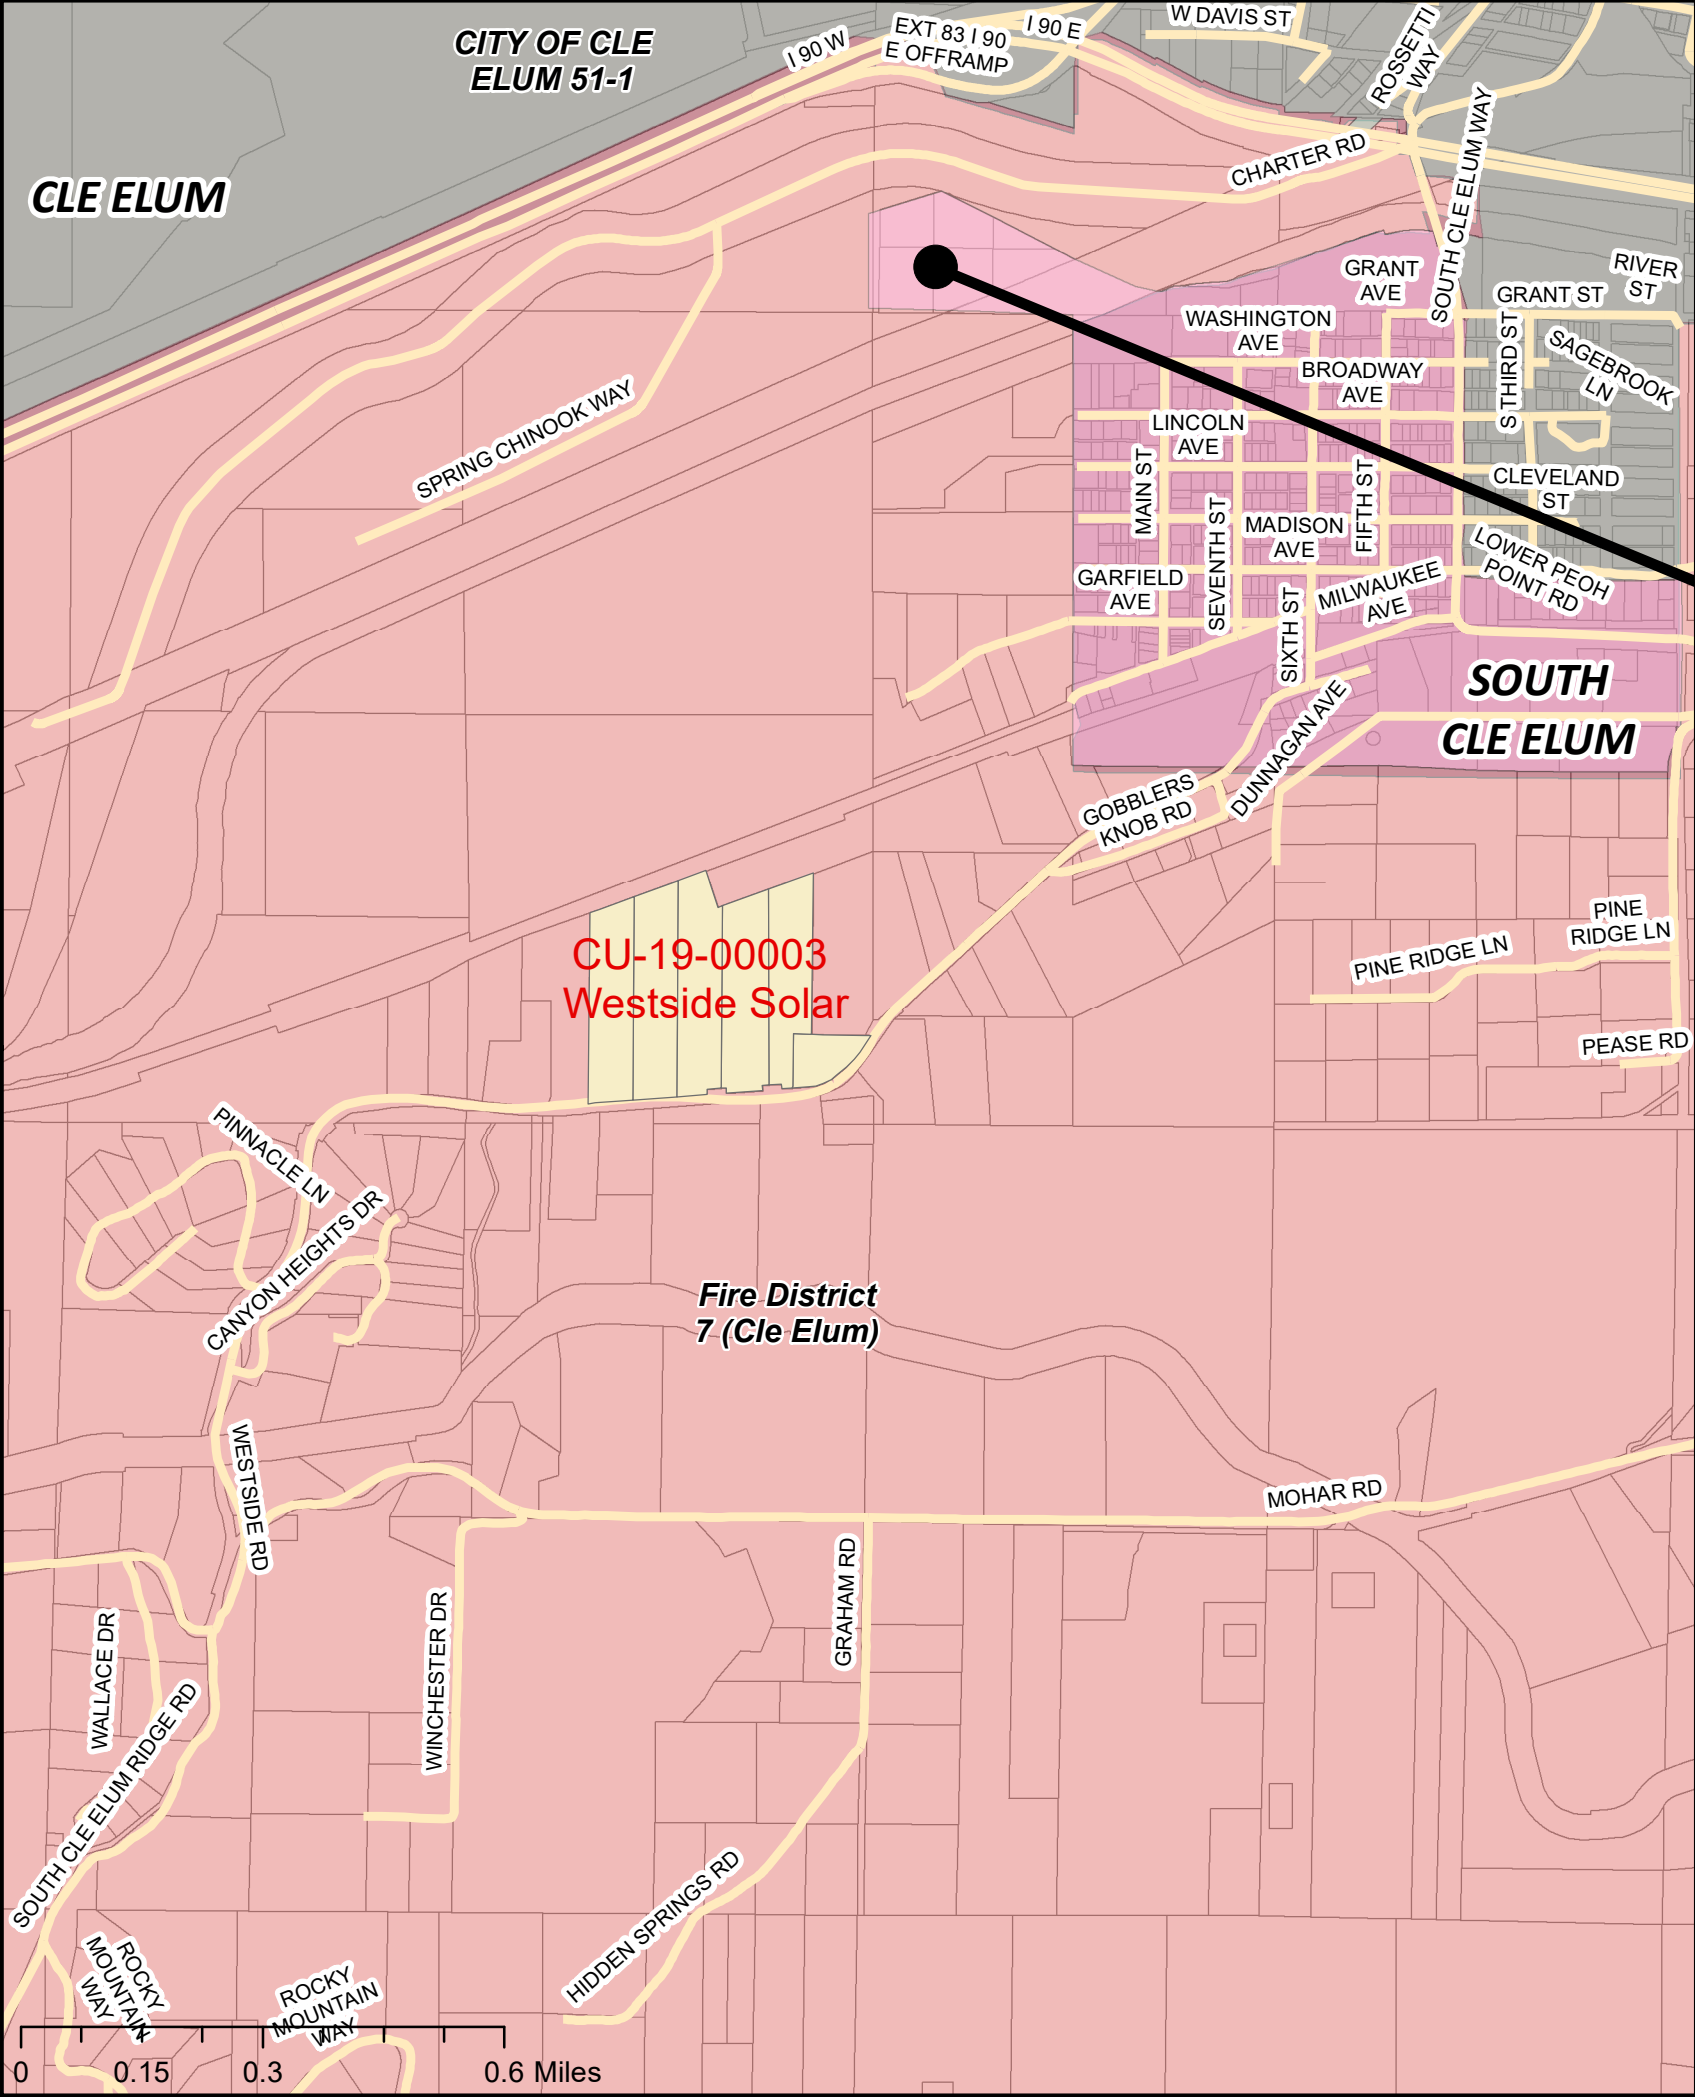 CITY OF CLE
ELUM 51-1
I 90 W
EXT 83 I 90
E OFFRAMP
I 90 E
W DAVIS ST
ROSSETTI
WAY
CLE ELUM
CHARTER RD
SOUTH CLE ELUM WAY
GRANT
AVE
RIVER
ST
GRANT ST
WASHINGTON
AVE
S THIRD ST
SAGEBROOK
LN
BROADWAY
AVE
SPRING CHINOOK WAY
LINCOLN
AVE
MAIN ST
FIFTH ST
CLEVELAND
ST
SEVENTH ST
MADISON
AVE
LOWER PEOH
POINT RD
GARFIELD
AVE
MILWAUKEE
AVE
SIXTH ST
SOUTH
CLE ELUM
DUNNAGAN AVE
GOBBLERS
KNOB RD
PINE
RIDGE LN
PINE RIDGE LN
CU-19-00003
Westside Solar
PEASE RD
PINNACLE LN
CANYON HEIGHTS DR
Fire District
7 (Cle Elum)
WESTSIDE RD
MOHAR RD
GRAHAM RD
WINCHESTER DR
WALLACE DR
SOUTH CLE ELUM RIDGE RD
HIDDEN SPRINGS RD
ROCKY
MOUNTAIN
WAY
ROCKY
MOUNTAIN
WAY
0 0.15 0.3 0.6 Miles